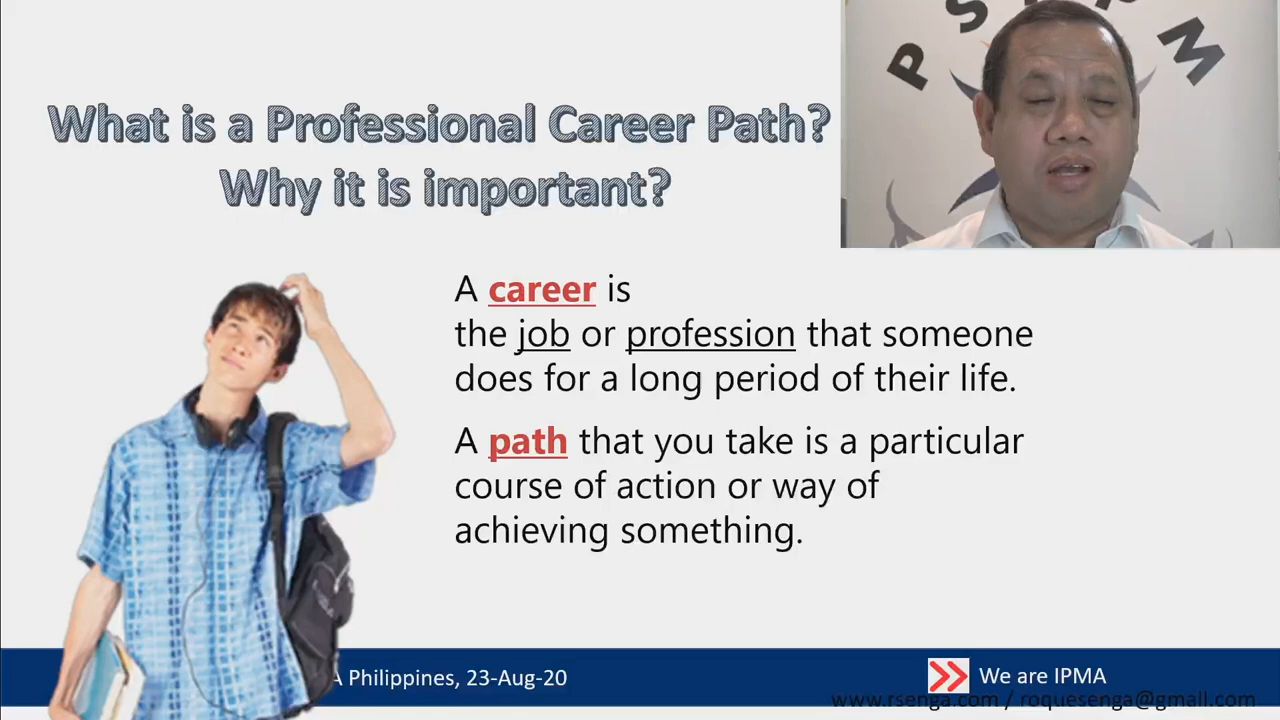 What is a Professional Career Path?
Why it is important?
A career is
the job or profession that someone
does for a long period of their life.
A path that you take is a particular
course of action or way of
achieving something.
A Philippines, 23-Aug-20
We are IPMA
www.rsenga.com / roquesenga@gmail.com